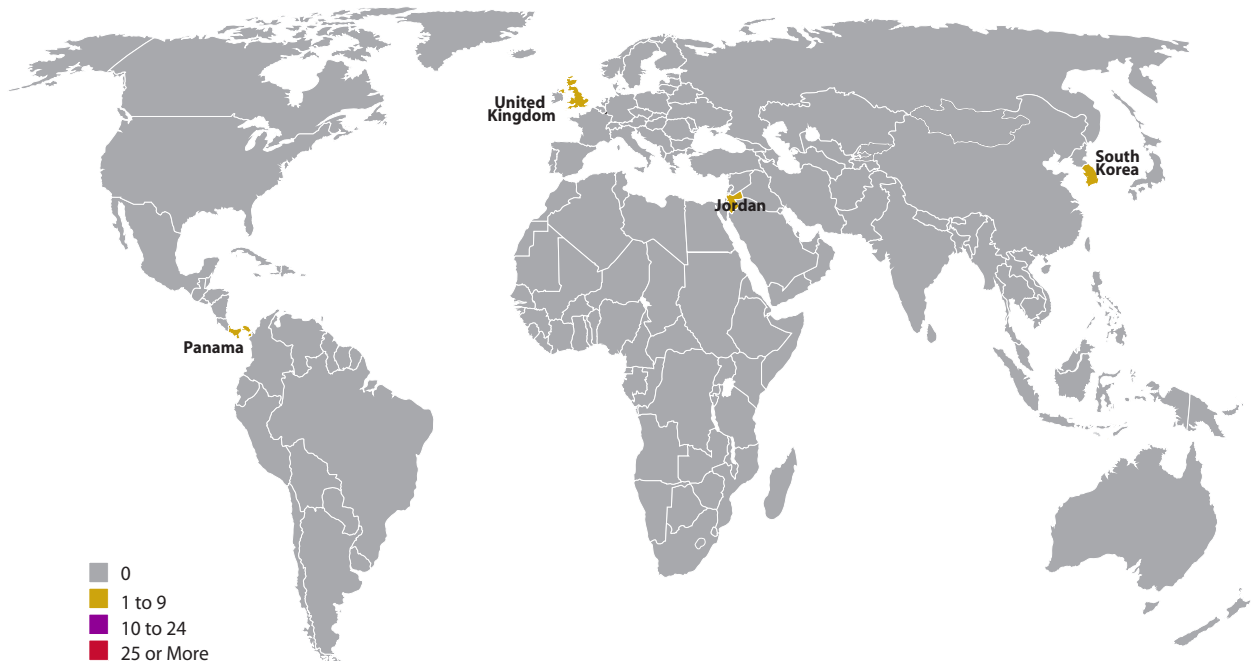 United
Kingdom
South
Korea
Jordan
Panama
0
1 to 9
10 to 24
25 or More